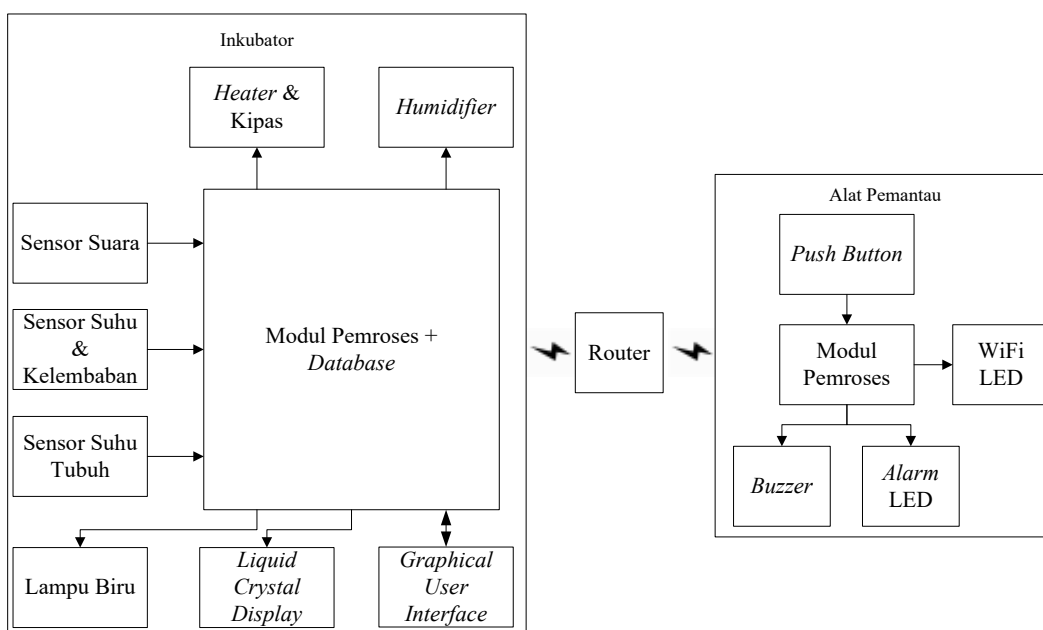 Inkubator
Heater &
Kipas
Humidifier
Sensor Suara
Sensor Suhu
&
Kelembaban
Sensor Suhu
Tubuh
Modul Pemroses +
Database
Lampu Biru
Liquid
Crystal
Display
Graphical
User
Interface
Router
Alat Pemantau
Push Button
Modul
Pemroses
WiFi
LED
Buzzer
Alarm
LED